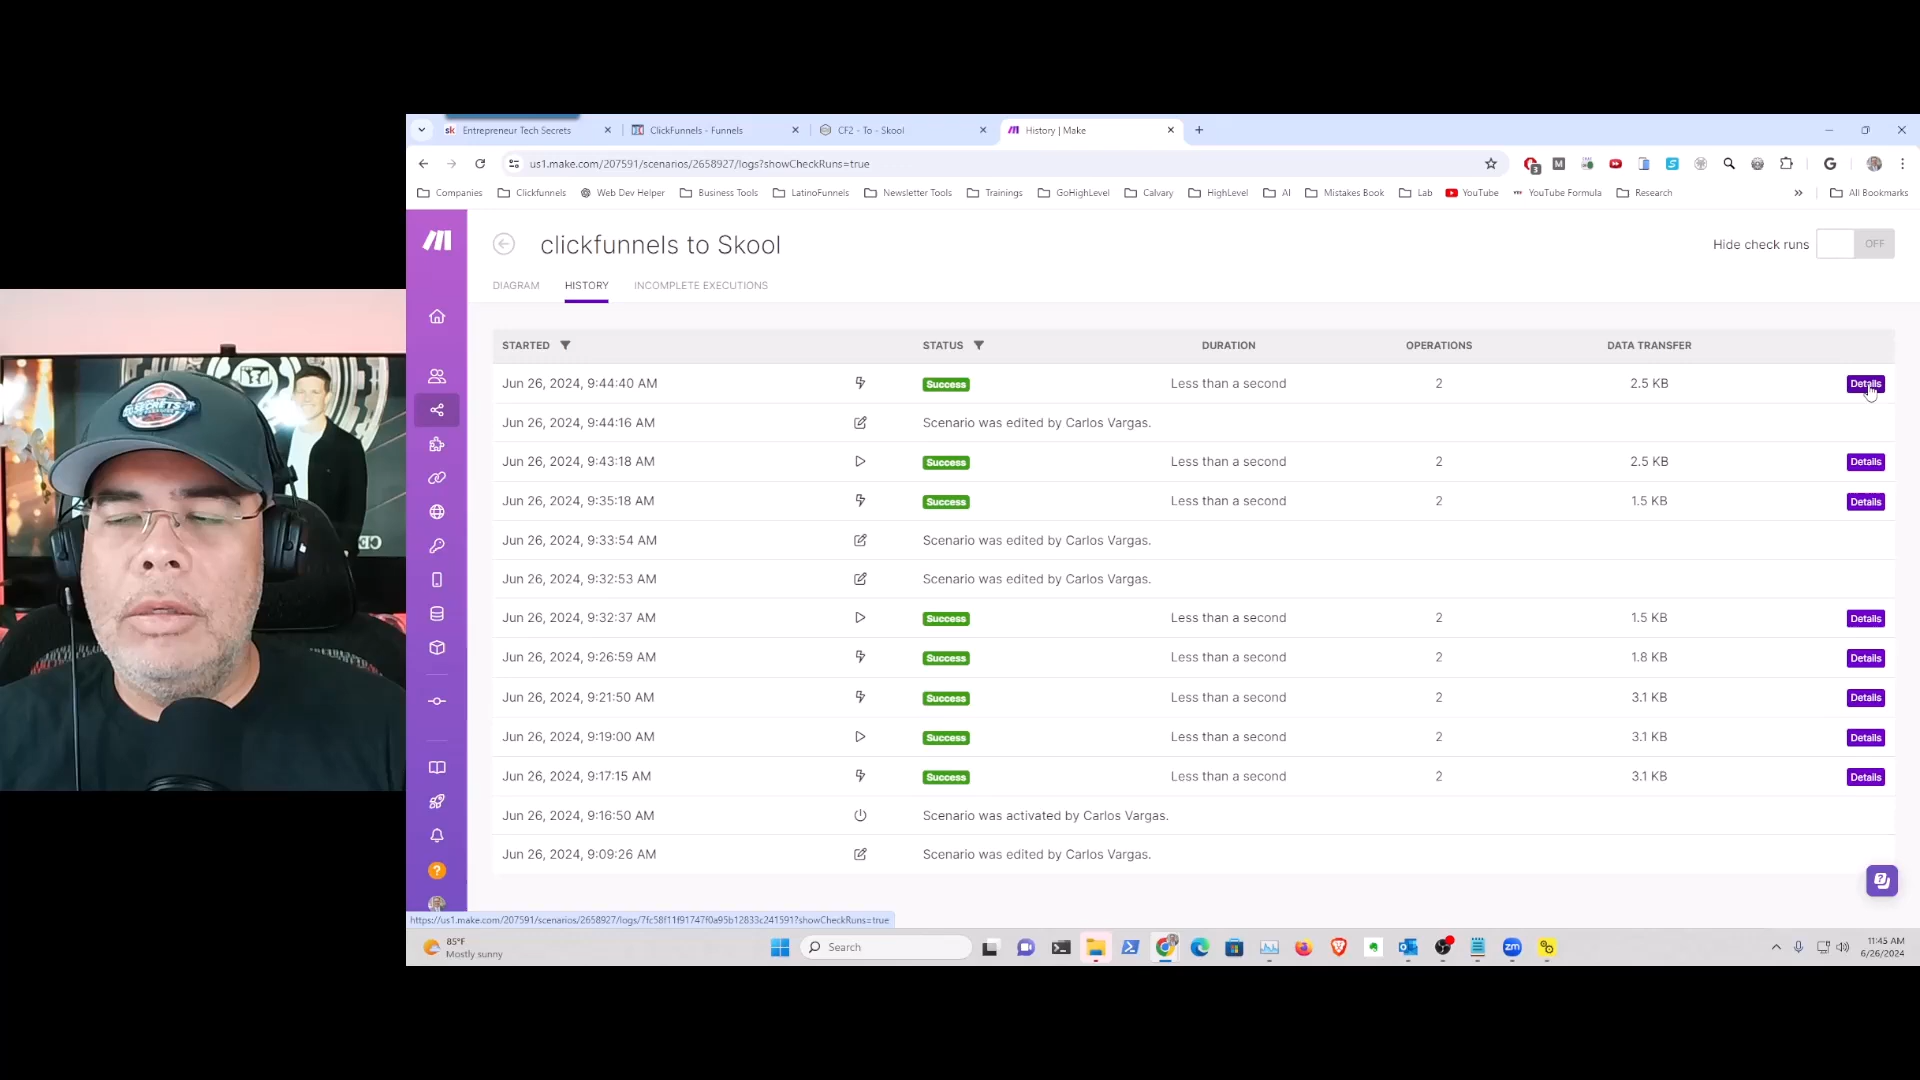 Entrepreneur Tech Secrets
ClickFunnels - Funnels
CF2 - To - Skool
History | Make
us1.make.com/207591/scenarios/2658927/logs?showCheckRuns=true
Companies
Clickfunnels
Web Dev Helper
Business Tools
LatinoFunnels
Newsletter Tools
Trainings
GoHighLevel
Calvary
HighLevel
AI
Mistakes Book
Lab
YouTube
YouTube Formula
Research
All Bookmarks
clickfunnels to Skool
Hide check runs
OFF
DIAGRAM
HISTORY
INCOMPLETE EXECUTIONS
STARTED STATUS DURATION OPERATIONS DATA TRANSFER
Jun 26, 2024, 9:44:40 AM Success Less than a second 2 2.5 KB Details
Jun 26, 2024, 9:44:16 AM Scenario was edited by Carlos Vargas.
Jun 26, 2024, 9:43:18 AM Success Less than a second 2 2.5 KB Details
Jun 26, 2024, 9:35:18 AM Success Less than a second 2 1.5 KB Details
Jun 26, 2024, 9:33:54 AM Scenario was edited by Carlos Vargas.
Jun 26, 2024, 9:32:53 AM Scenario was edited by Carlos Vargas.
Jun 26, 2024, 9:32:37 AM Success Less than a second 2 1.5 KB Details
Jun 26, 2024, 9:26:59 AM Success Less than a second 2 1.8 KB Details
Jun 26, 2024, 9:21:50 AM Success Less than a second 2 3.1 KB Details
Jun 26, 2024, 9:19:00 AM Success Less than a second 2 3.1 KB Details
Jun 26, 2024, 9:17:15 AM Success Less than a second 2 3.1 KB Details
Jun 26, 2024, 9:16:50 AM Scenario was activated by Carlos Vargas.
Jun 26, 2024, 9:09:26 AM Scenario was edited by Carlos Vargas.
https://us1.make.com/207591/scenarios/2658927/logs/7fc58f11f91747f0a95b12833c241591?showCheckRuns=true
85°F
Mostly sunny
Search
11:45 AM
6/26/2024
SECRETS